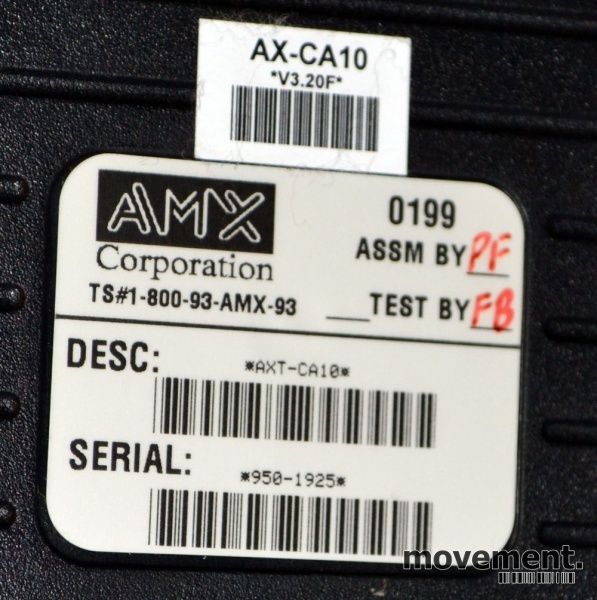 AX-CA10
*V3.20F*
AMX
Corporation
TS#1-800-93-AMX-93
0199
ASSM BY PF
___TEST BY FB
DESC:
*AXT-CA10*
SERIAL:
*950-1925*
movement.